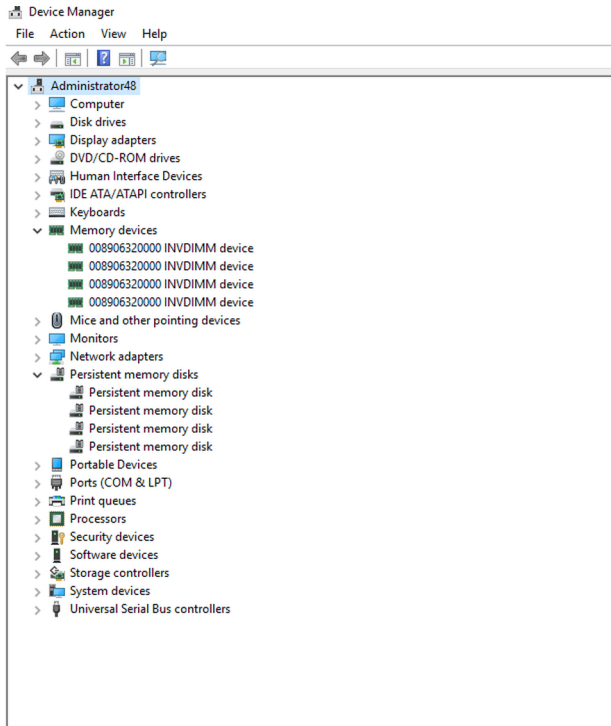 Device Manager
File Action View Help
Administrator48
Computer
Disk drives
Display adapters
DVD/CD-ROM drives
Human Interface Devices
IDE ATA/ATAPI controllers
Keyboards
Memory devices
008906320000 INVDIMM device
008906320000 INVDIMM device
008906320000 INVDIMM device
008906320000 INVDIMM device
Mice and other pointing devices
Monitors
Network adapters
Persistent memory disks
Persistent memory disk
Persistent memory disk
Persistent memory disk
Persistent memory disk
Portable Devices
Ports (COM & LPT)
Print queues
Processors
Security devices
Software devices
Storage controllers
System devices
Universal Serial Bus controllers